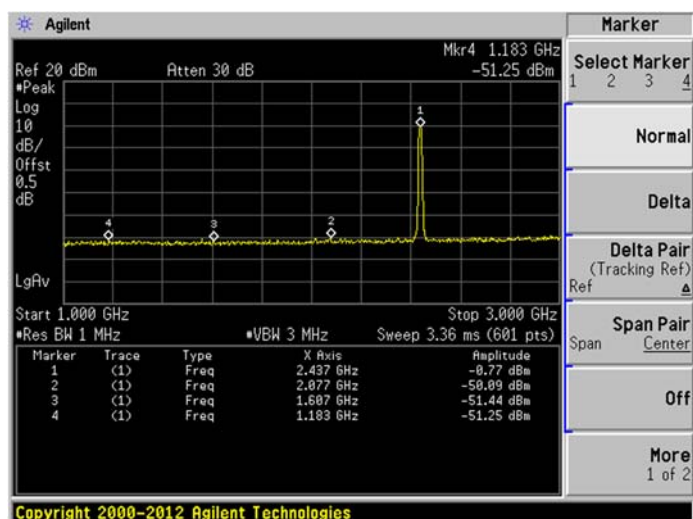 Agilent
Marker
Mkr4 1.183 GHz
Ref 20 dBm
Atten 30 dB
-51.25 dBm
#Peak
Log
10
dB/
Offst
0.5
dB
LgAv
1
4
3
2
Start 1.000 GHz
Stop 3.000 GHz
#Res BW 1 MHz
#VBW 3 MHz
Sweep 3.36 ms (601 pts)
Marker Trace Type X Axis Amplitude
1 (1) Freq 2.437 GHz -0.77 dBm
2 (1) Freq 2.077 GHz -50.09 dBm
3 (1) Freq 1.607 GHz -51.44 dBm
4 (1) Freq 1.183 GHz -51.25 dBm
Select Marker
1 2 3 4
Normal
Delta
Delta Pair
(Tracking Ref)
Ref Δ
Span Pair
Span Center
Off
More
1 of 2
Copyright 2000-2012 Agilent Technologies